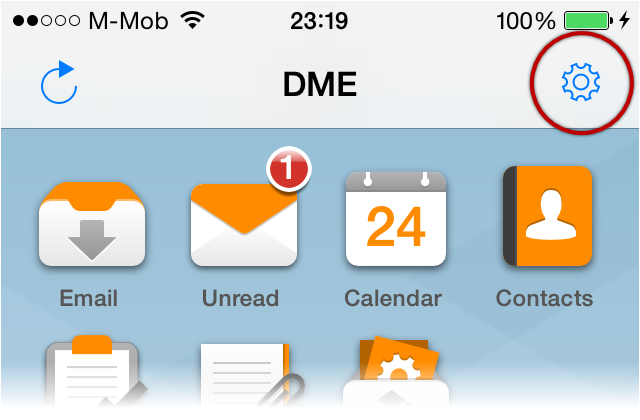 M-Mob 23:19 100%
DME
1
24
Email Unread Calendar Contacts